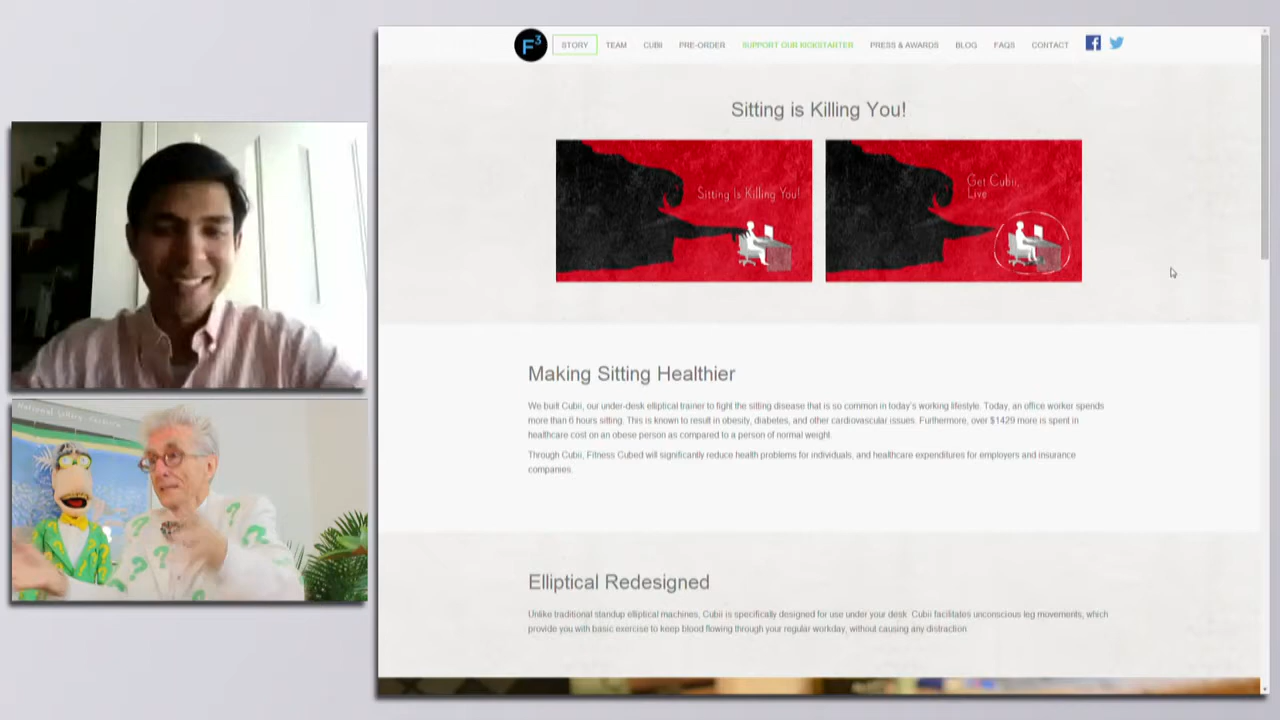 F3
STORY
TEAM
CUBII
PRE-ORDER
SUPPORT OUR KICKSTARTER
PRESS & AWARDS
BLOG
FAQS
CONTACT
Sitting is Killing You!
Sitting Is Killing You!
Get Cubii,
Live
Making Sitting Healthier
We built Cubii, our under-desk elliptical trainer to fight the sitting disease that is so common in today's working lifestyle. Today, an office worker spends
more than 6 hours sitting. This is known to result in obesity, diabetes, and other cardiovascular issues. Furthermore, over $1429 more is spent in
healthcare cost on an obese person as compared to a person of normal weight.
Through Cubii, Fitness Cubed will significantly reduce health problems for individuals, and healthcare expenditures for employers and insurance
companies.
Elliptical Redesigned
Unlike traditional standup elliptical machines, Cubii is specifically designed for use under your desk. Cubii facilitates unconscious leg movements, which
provide you with basic exercise to keep blood flowing through your regular workday, without causing any distraction.